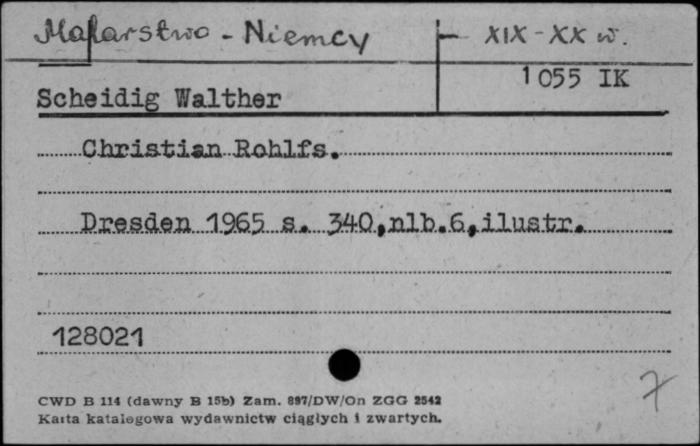 Malarstwo - Niemcy - XIX - XX w.
1055 IK
Scheidig Walther
Christian Rohlfs.
Dresden 1965 s. 340,nlb.6,ilustr.
128021
7
CWD B 114 (dawny B 15b) Zam. 897/DW/On ZGG 2542
Karta katalogowa wydawnictw ciągłych i zwartych.